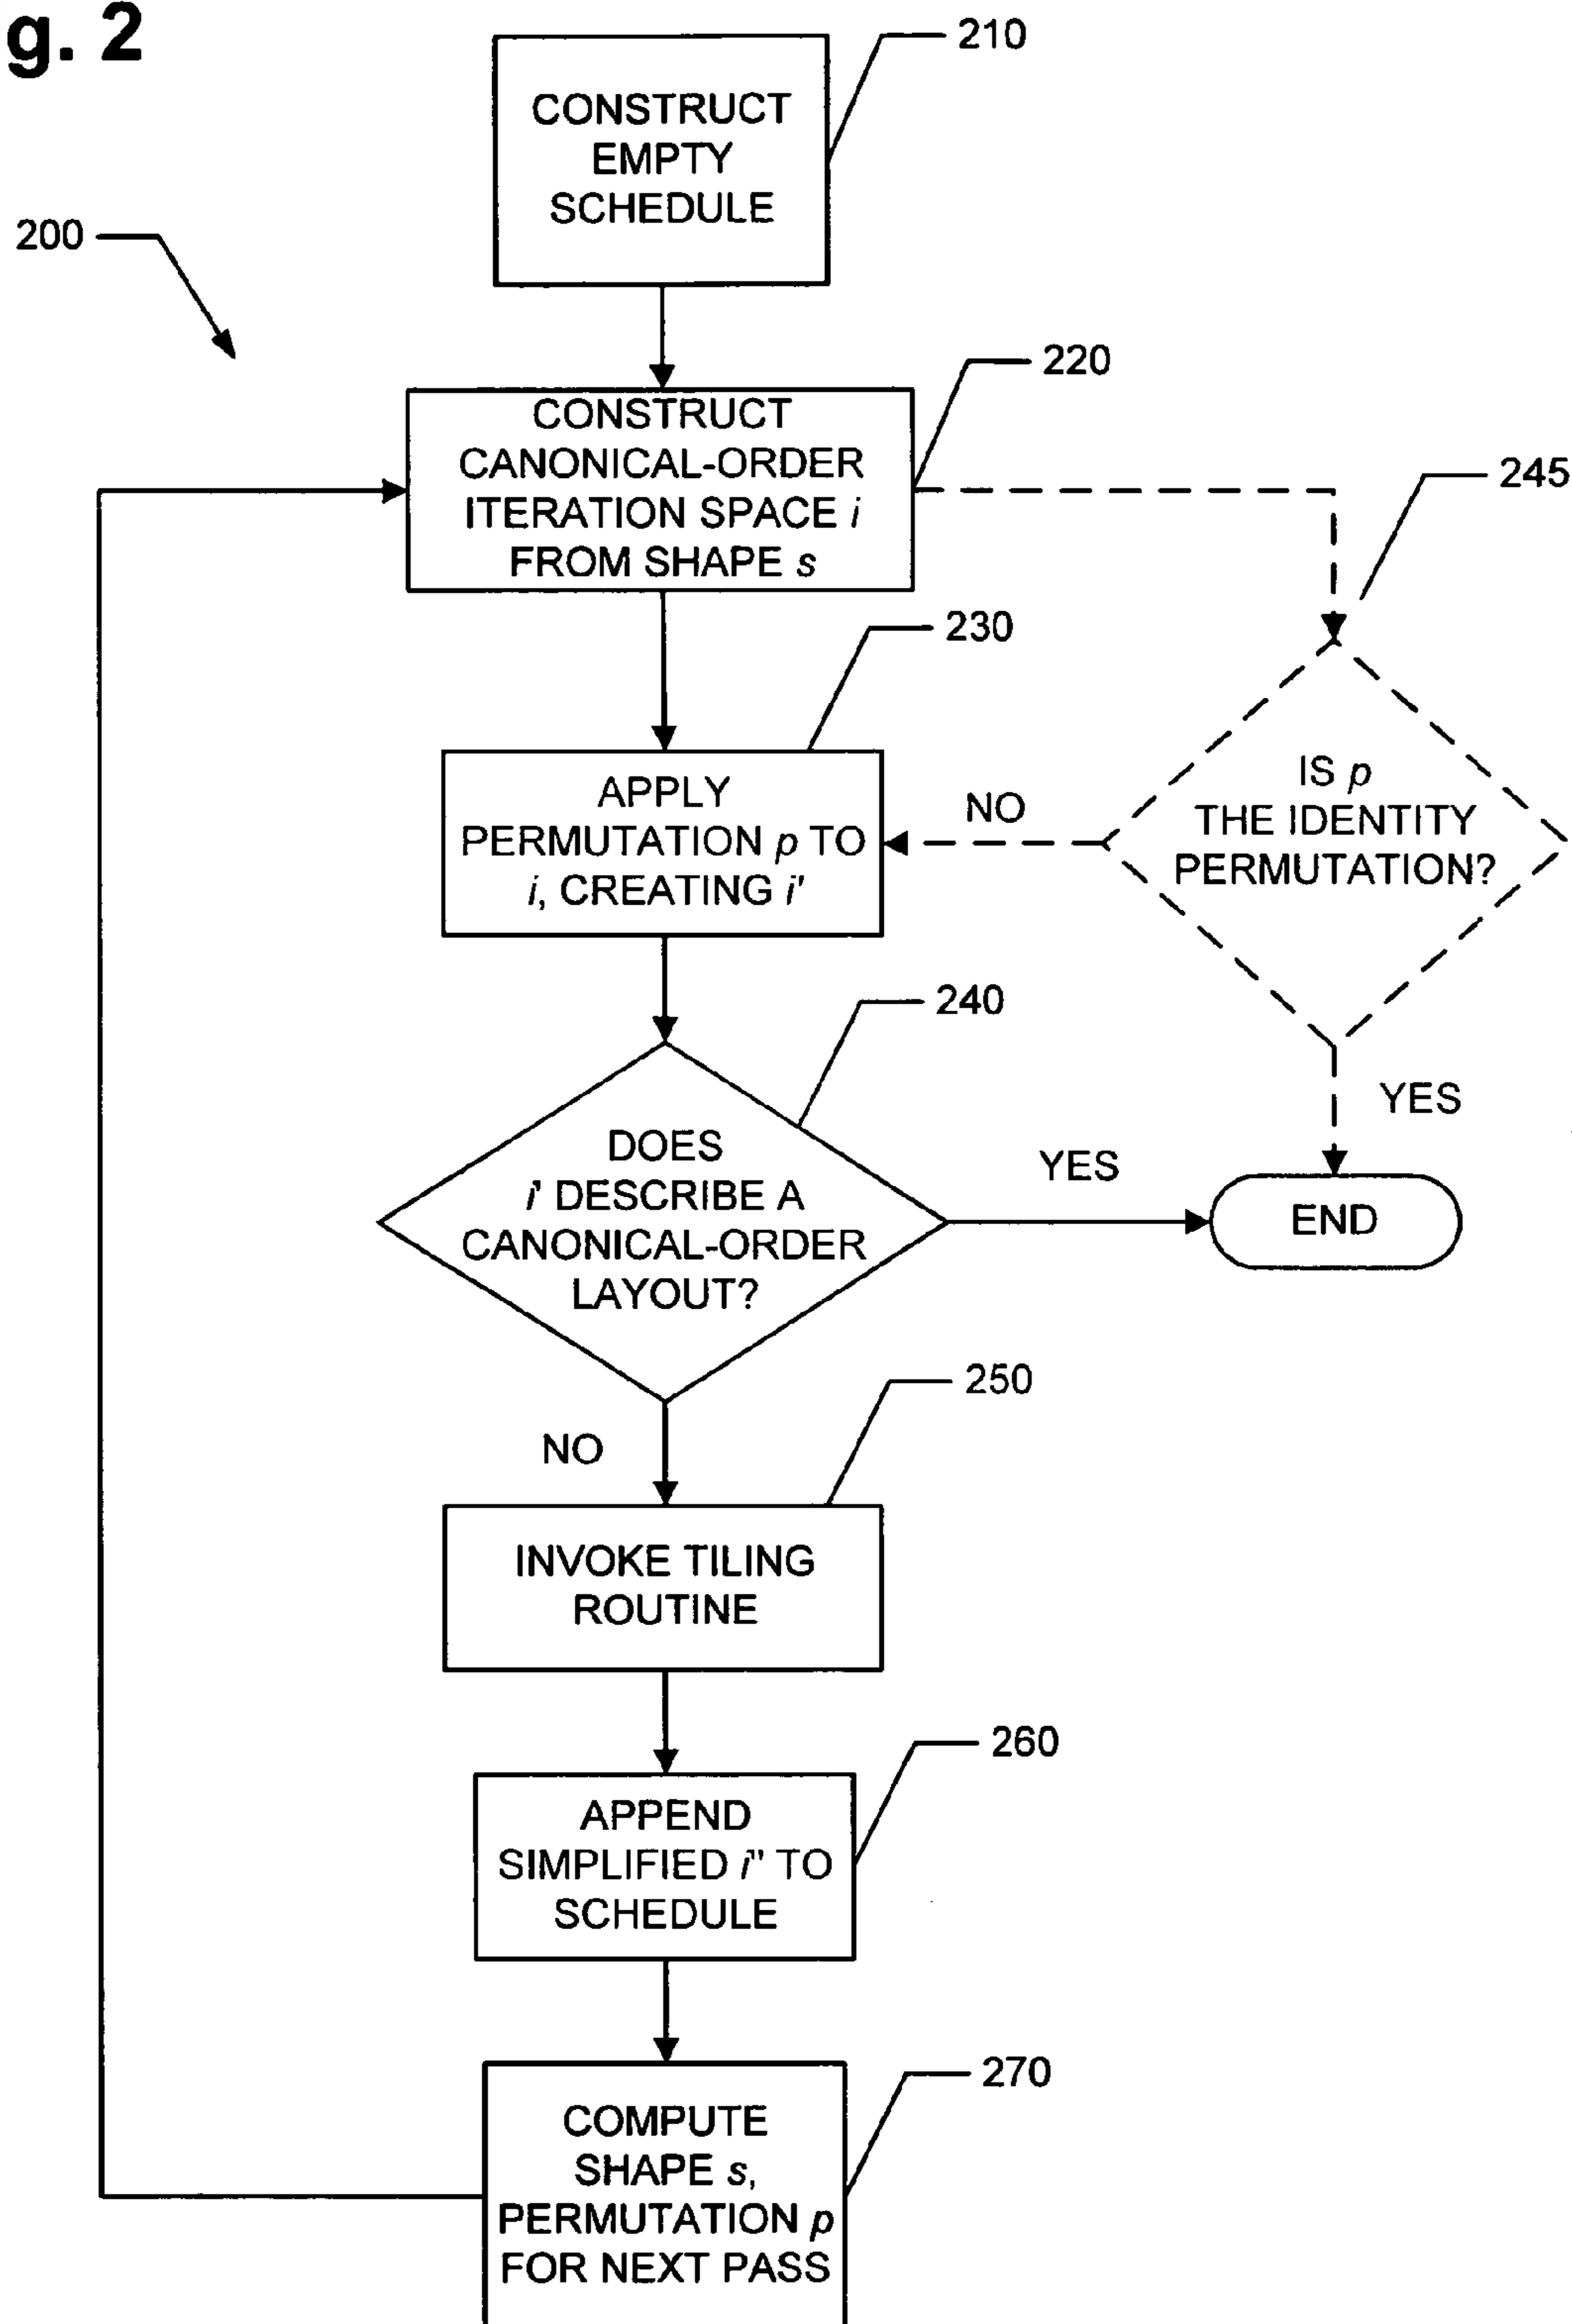 g. 2
210
CONSTRUCT
EMPTY
SCHEDULE
200
220
CONSTRUCT
CANONICAL-ORDER
ITERATION SPACE i
FROM SHAPE s
245
230
APPLY
PERMUTATION p TO
i, CREATING i'
NO
IS p
THE IDENTITY
PERMUTATION?
240
YES
DOES
i' DESCRIBE A
CANONICAL-ORDER
LAYOUT?
YES
END
250
NO
INVOKE TILING
ROUTINE
260
APPEND
SIMPLIFIED i" TO
SCHEDULE
270
COMPUTE
SHAPE s,
PERMUTATION p
FOR NEXT PASS